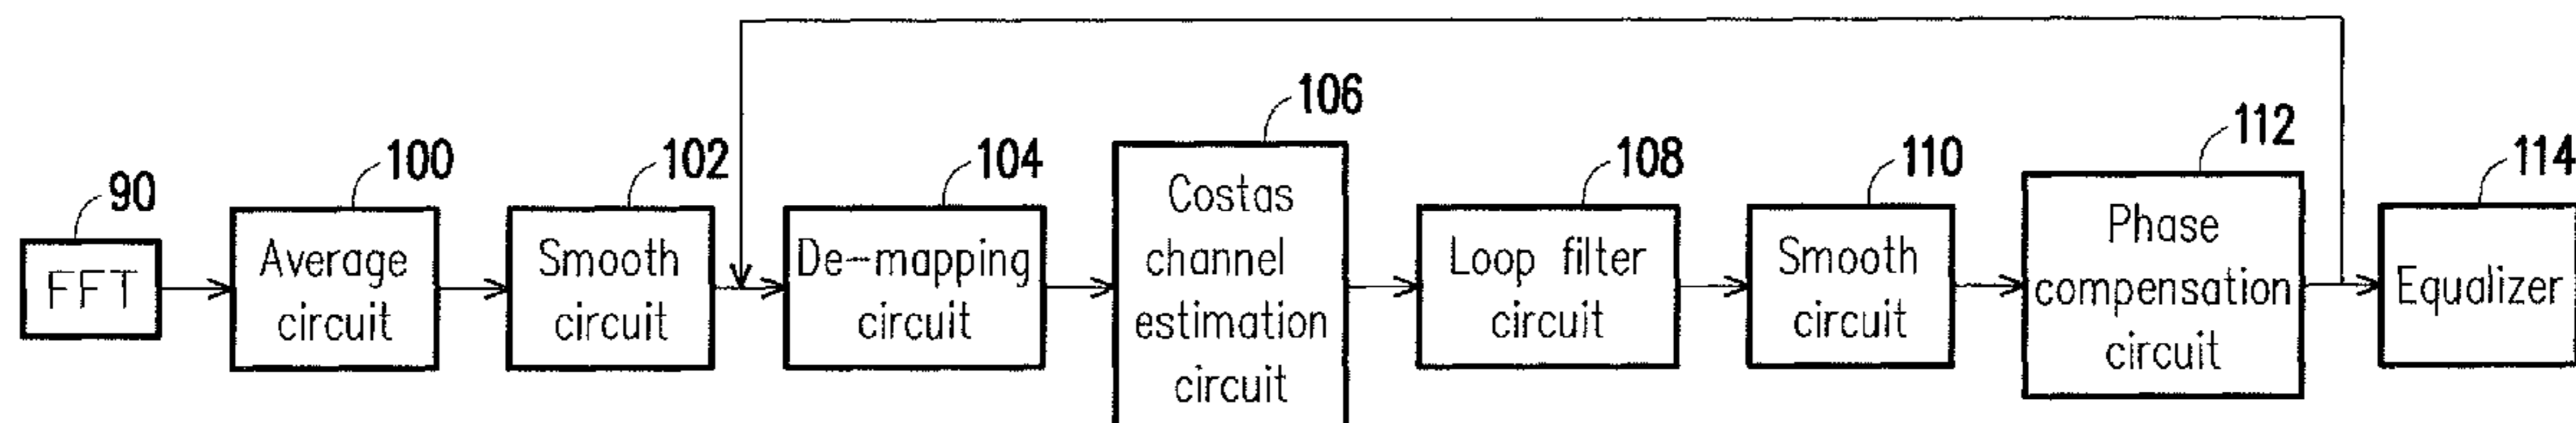 90
FFT
100
Average
circuit
102
Smooth
circuit
104
De-mapping
circuit
106
Costas
channel
estimation
circuit
108
Loop filter
circuit
110
Smooth
circuit
112
Phase
compensation
circuit
114
Equalizer